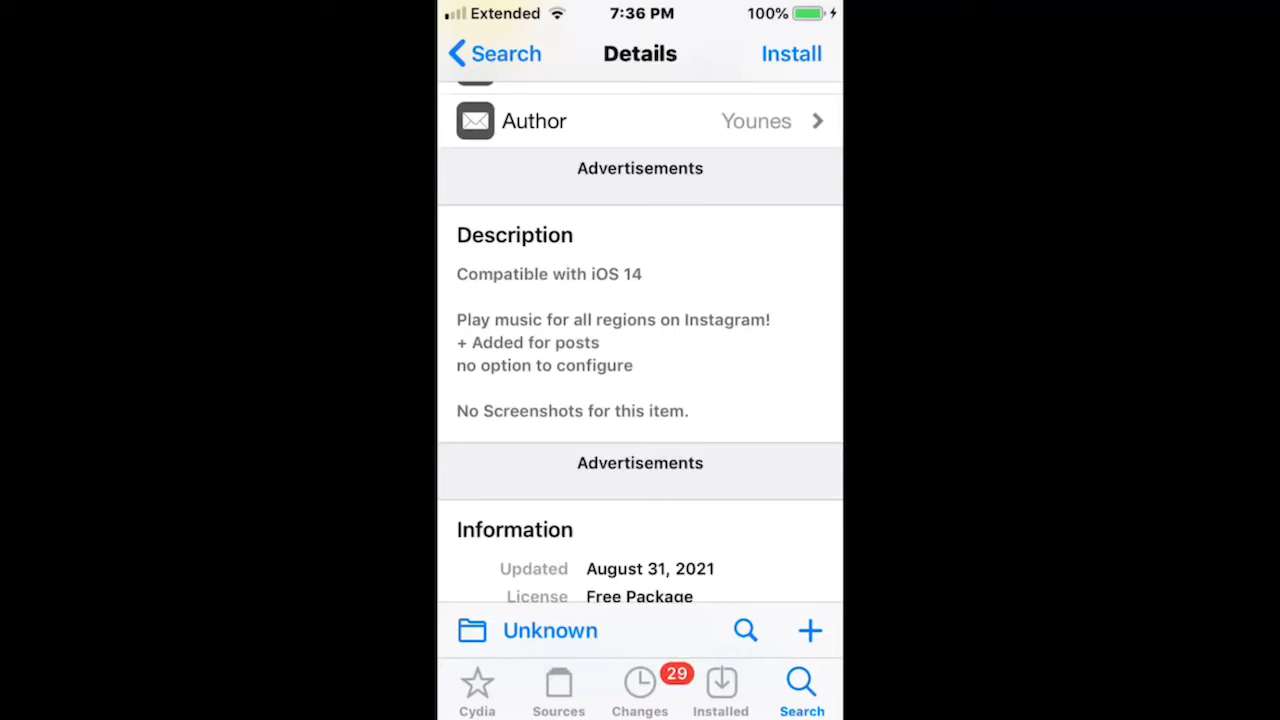 Extended 7:36 PM 100%
Search Details Install
Author Younes
Advertisements
Description
Compatible with iOS 14
Play music for all regions on Instagram!
+ Added for posts
no option to configure
No Screenshots for this item.
Advertisements
Information
Updated August 31, 2021
License Free Package
Unknown
29
Cydia Sources Changes Installed Search